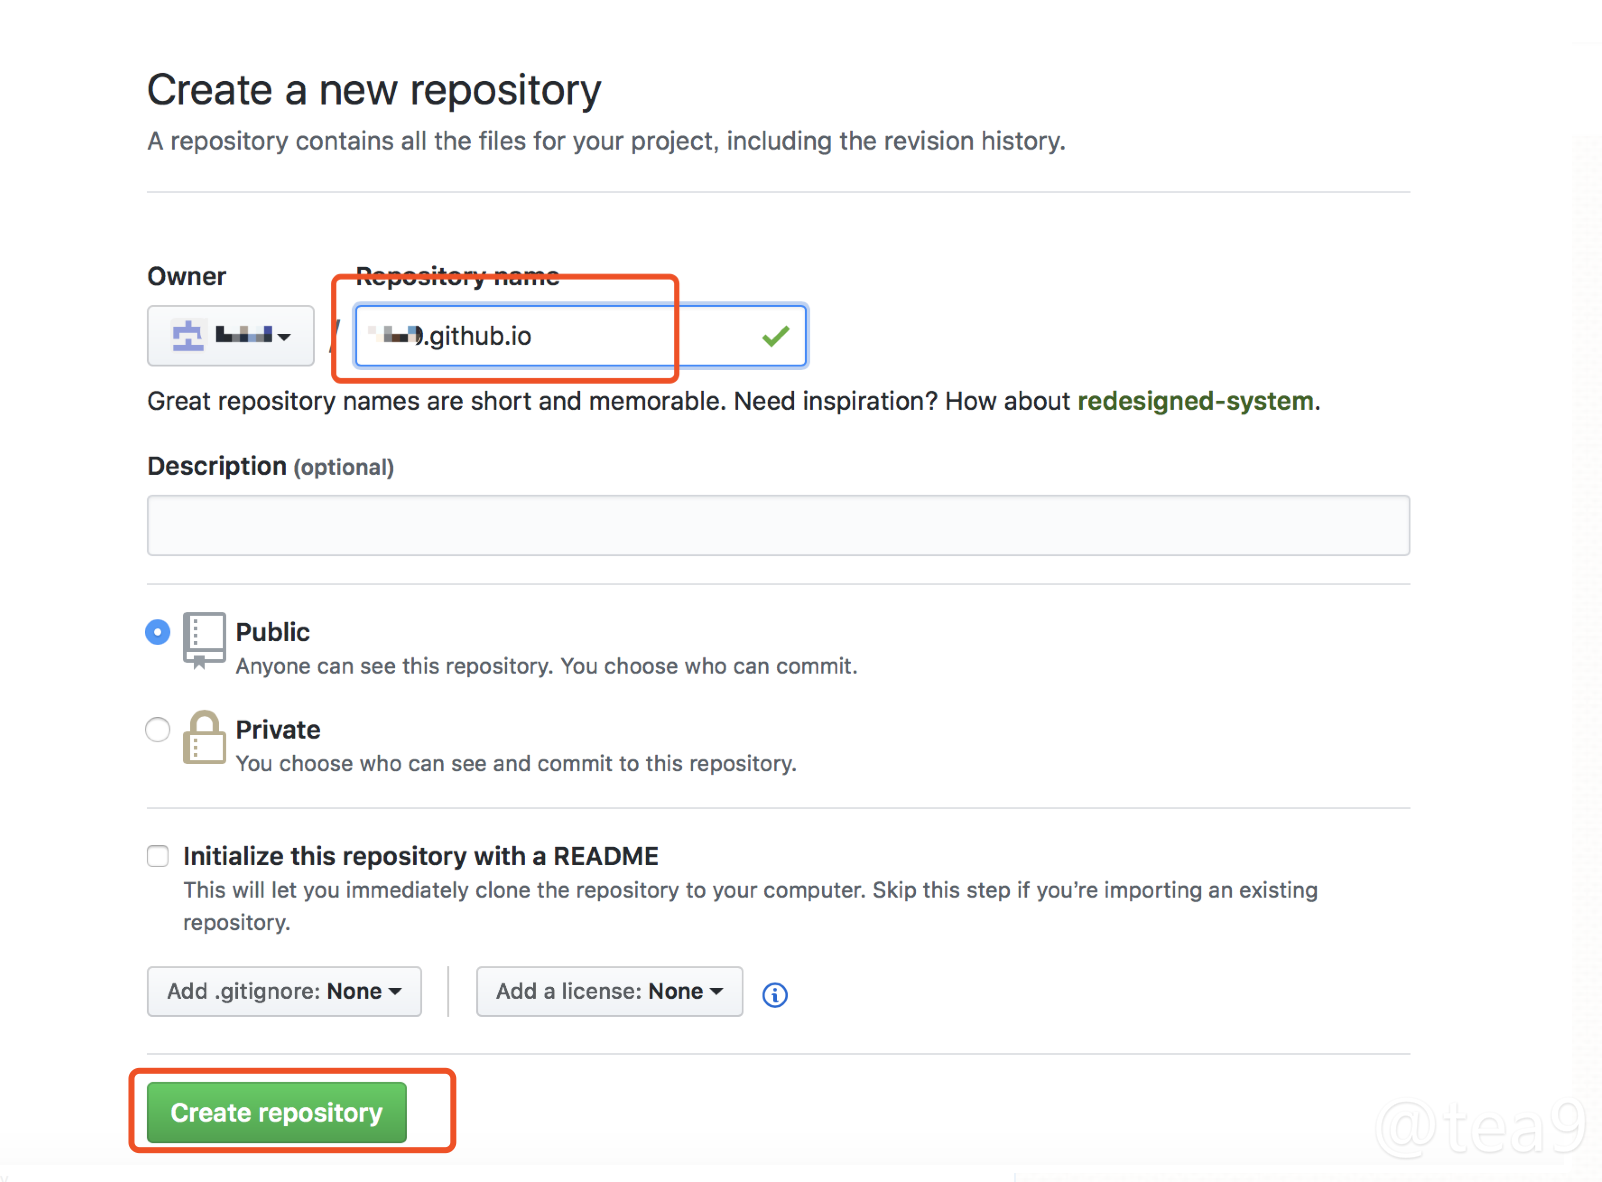 Create a new repository
A repository contains all the files for your project, including the revision history.
Owner
Repository name
/
.github.io
Great repository names are short and memorable. Need inspiration? How about redesigned-system.
Description (optional)
Public
Anyone can see this repository. You choose who can commit.
Private
You choose who can see and commit to this repository.
Initialize this repository with a README
This will let you immediately clone the repository to your computer. Skip this step if you’re importing an existing
repository.
Add .gitignore: None
Add a license: None
Create repository
@tea9